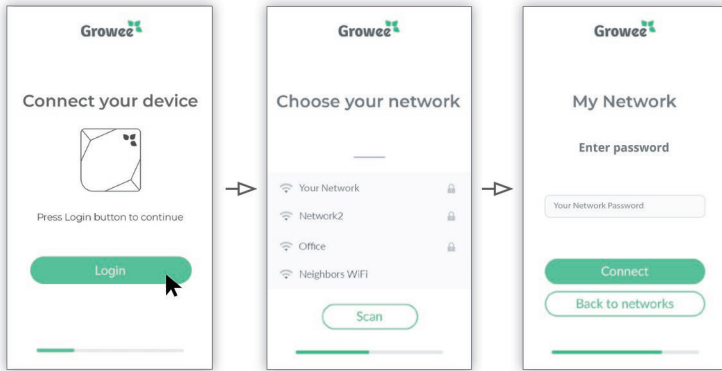 Growee
Connect your device
Press Login button to continue
Login
Growee
Choose your network
Your Network
Network2
Office
Neighbors WiFi
Scan
Growee
My Network
Enter password
Your Network Password
Connect
Back to networks